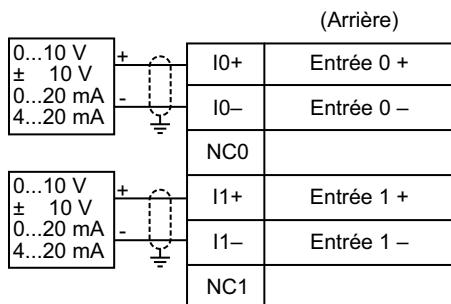 (Arrière)
0...10 V
± 10 V
0...20 mA
4...20 mA
+
-
I0+ Entrée 0 +
I0– Entrée 0 –
NC0
0...10 V
± 10 V
0...20 mA
4...20 mA
+
-
I1+ Entrée 1 +
I1– Entrée 1 –
NC1